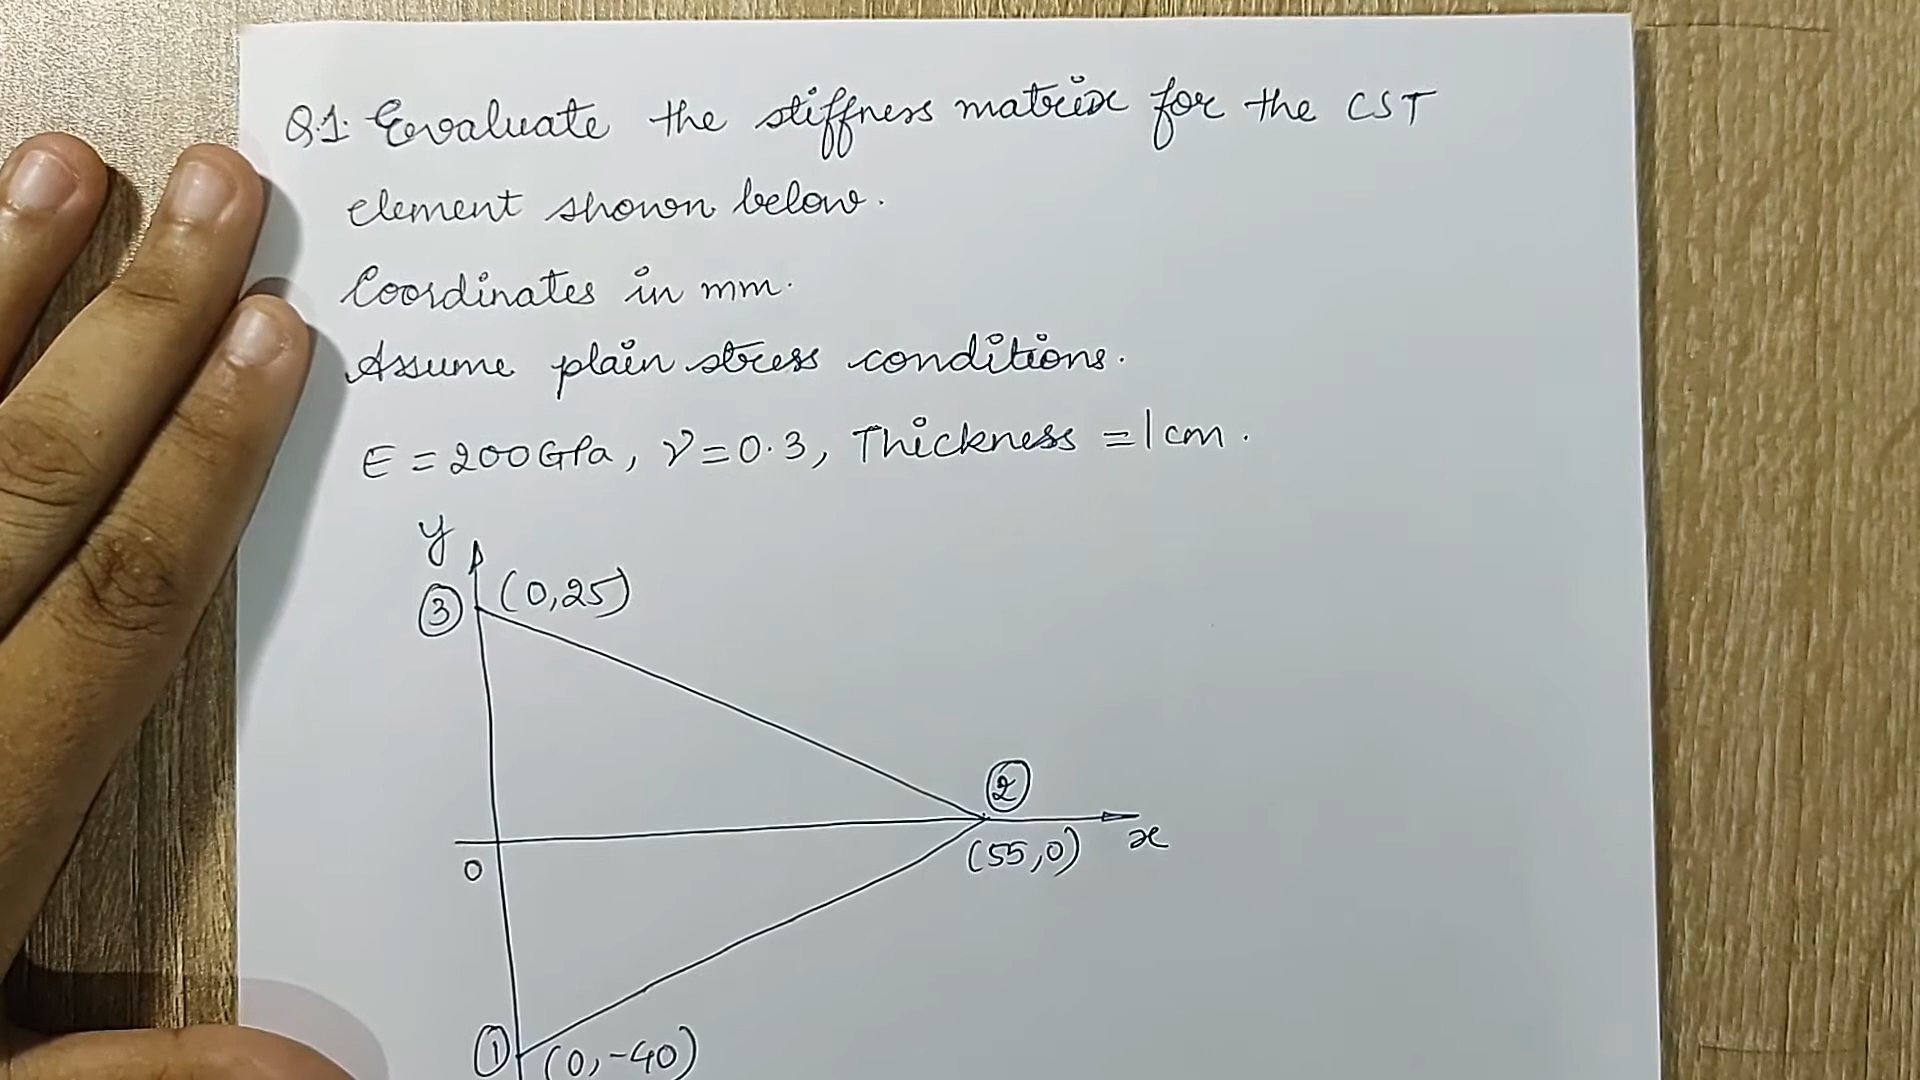 Q.1. Eevaluate the stiffness matrix for the CST
element shown below.
Coordinates in mm.
Assume plain stress conditions.
E = 200GPa, ν = 0.3, Thickness = 1cm.
y
③ (0,25)
②
x
(55,0)
0
① (0,-40)